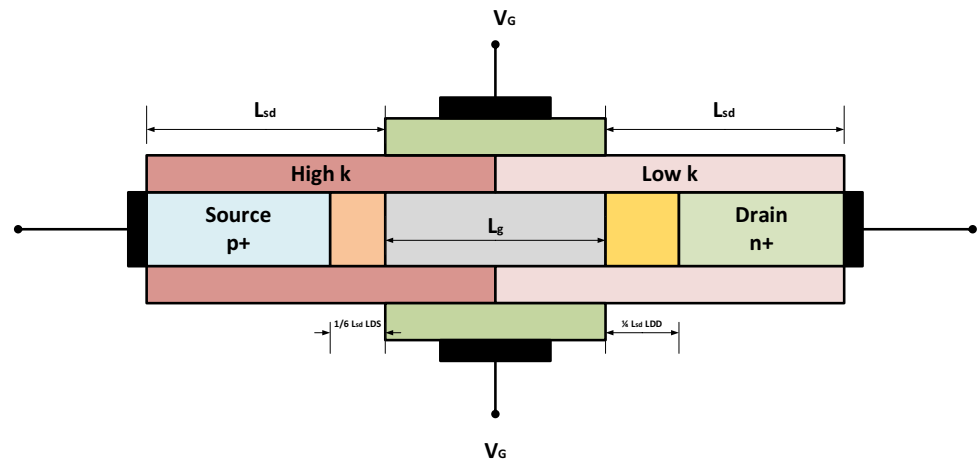 VG
Lsd
Lsd
High k
Low k
Source
p+
Lg
Drain
n+
1/6 Lsd LDS
¼ Lsd LDD
VG